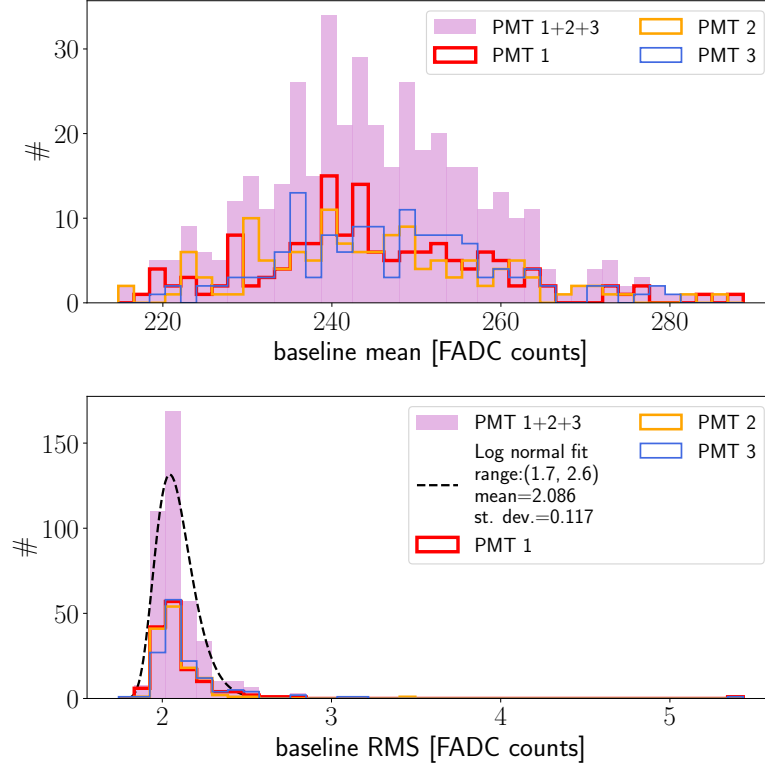 PMT 1+2+3
PMT 1
PMT 2
PMT 3
30
20
10
0
#
220
240
260
280
baseline mean [FADC counts]
PMT 1+2+3
Log normal fit
range:(1.7, 2.6)
mean=2.086
st. dev.=0.117
PMT 1
PMT 2
PMT 3
150
100
50
0
#
2
3
4
5
baseline RMS [FADC counts]